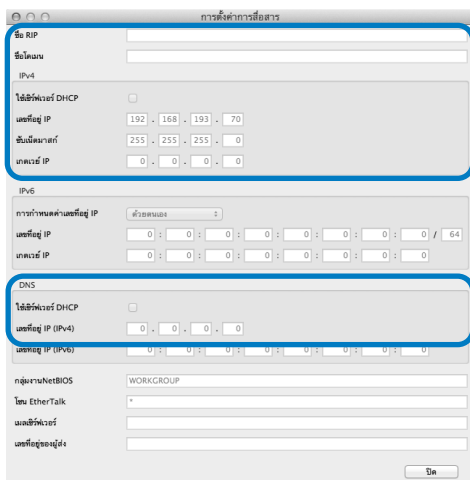 การตั้งค่าการสื่อสาร
ชื่อ RIP
ชื่อโดเมน
IPv4
ใช้เซิร์ฟเวอร์ DHCP
เลขที่อยู่ IP 192 . 168 . 193 . 70
ซับเน็ตมาสก์ 255 . 255 . 255 . 0
เกตเวย์ IP 0 . 0 . 0 . 0
IPv6
การกำหนดค่าเลขที่อยู่ IP ด้วยตนเอง
เลขที่อยู่ IP 0 : 0 : 0 : 0 : 0 : 0 : 0 : 0 / 64
เกตเวย์ IP 0 : 0 : 0 : 0 : 0 : 0 : 0 : 0
DNS
ใช้เซิร์ฟเวอร์ DHCP
เลขที่อยู่ IP (IPv4) 0 . 0 . 0 . 0
เลขที่อยู่ IP (IPv6) 0 : 0 : 0 : 0 : 0 : 0 : 0 : 0
กลุ่มงานNetBIOS WORKGROUP
โซน EtherTalk *
เมลเซิร์ฟเวอร์
เลขที่อยู่ของผู้ส่ง
ปิด